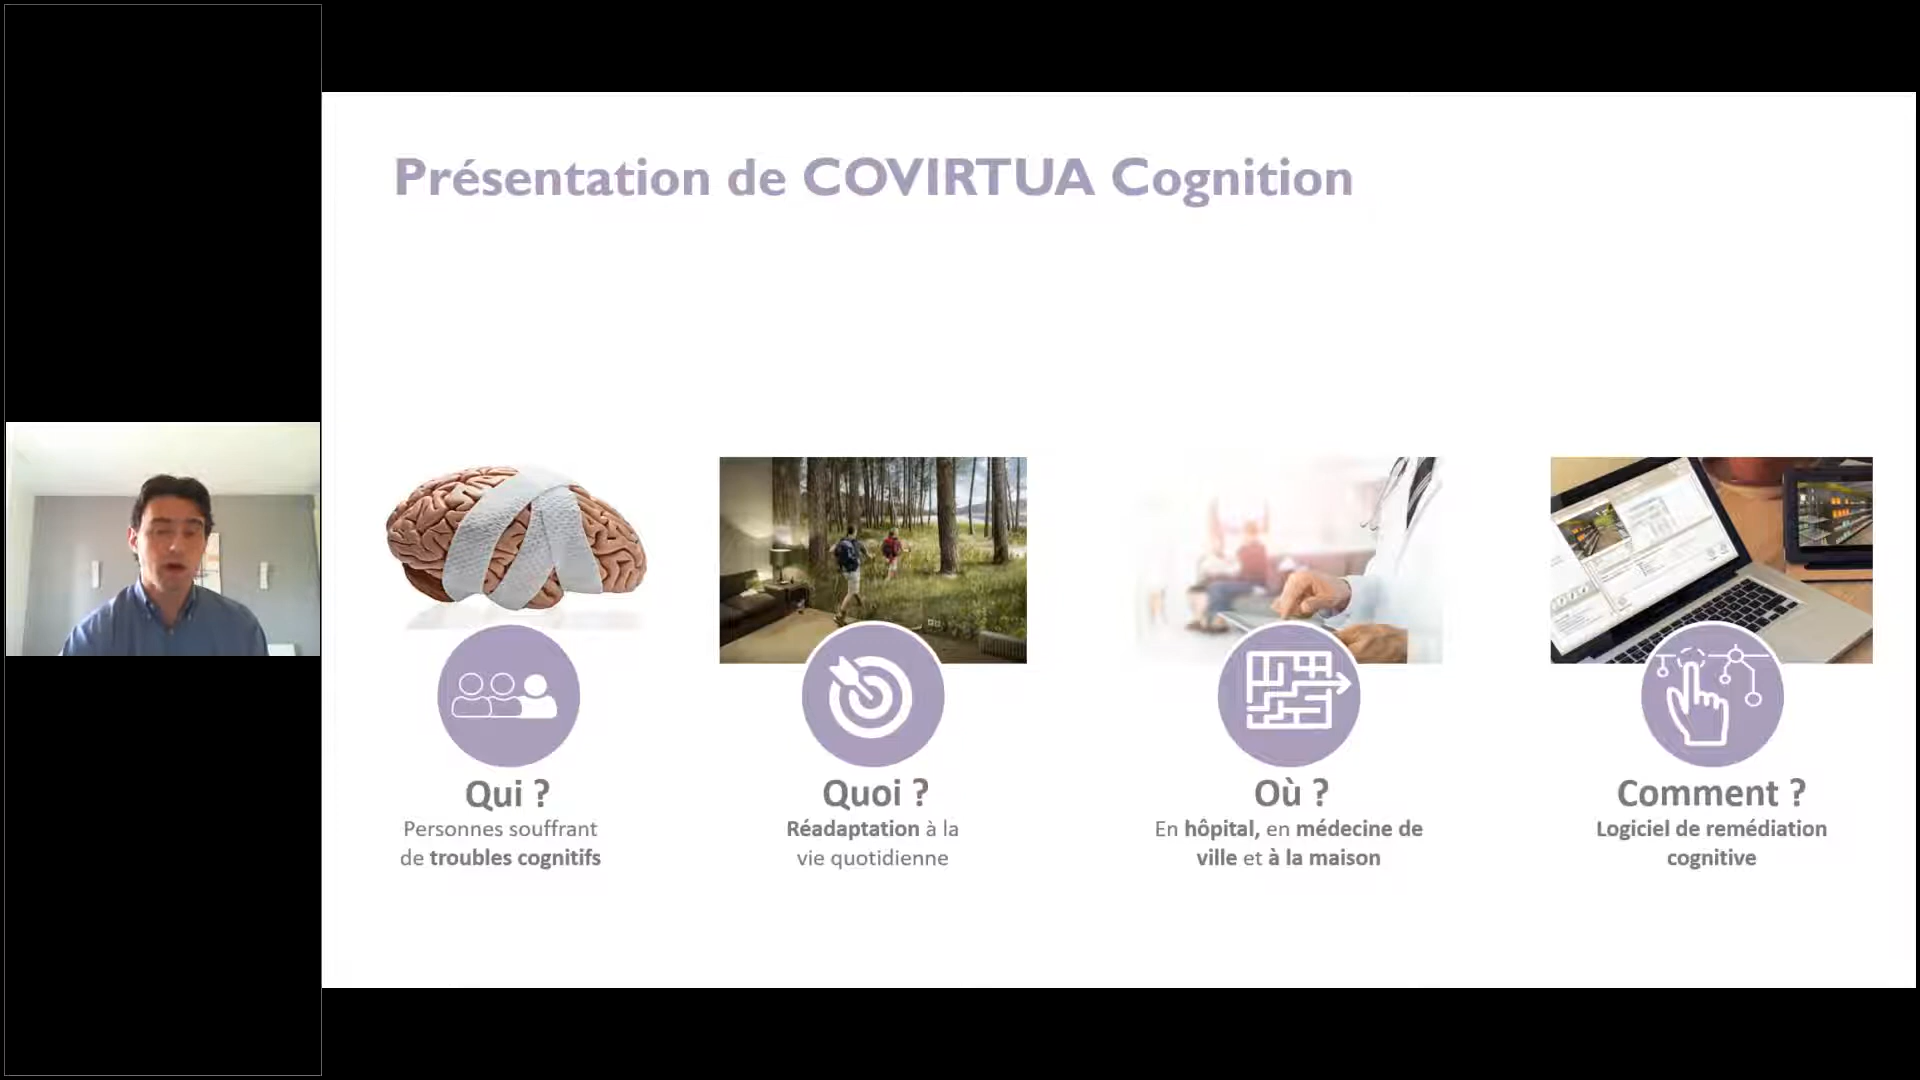 Présentation de COVIRTUA Cognition
Qui ?
Personnes souffrant
de troubles cognitifs
Quoi ?
Réadaptation à la
vie quotidienne
Où ?
En hôpital, en médecine de
ville et à la maison
Comment ?
Logiciel de remédiation
cognitive